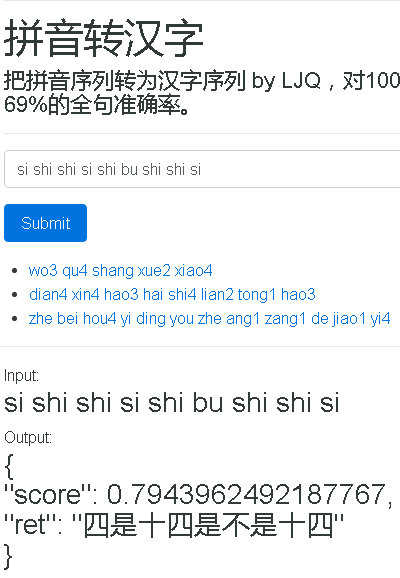 拼音转汉字
把拼音序列转为汉字序列 by LJQ，对100
69%的全句准确率。
si shi shi si shi bu shi shi si
Submit
wo3 qu4 shang xue2 xiao4
dian4 xin4 hao3 hai shi4 lian2 tong1 hao3
zhe bei hou4 yi ding you zhe ang1 zang1 de jiao1 yi4
Input:
si shi shi si shi bu shi shi si
Output:
{
"score": 0.7943962492187767,
"ret": "四是十四是不是十四"
}